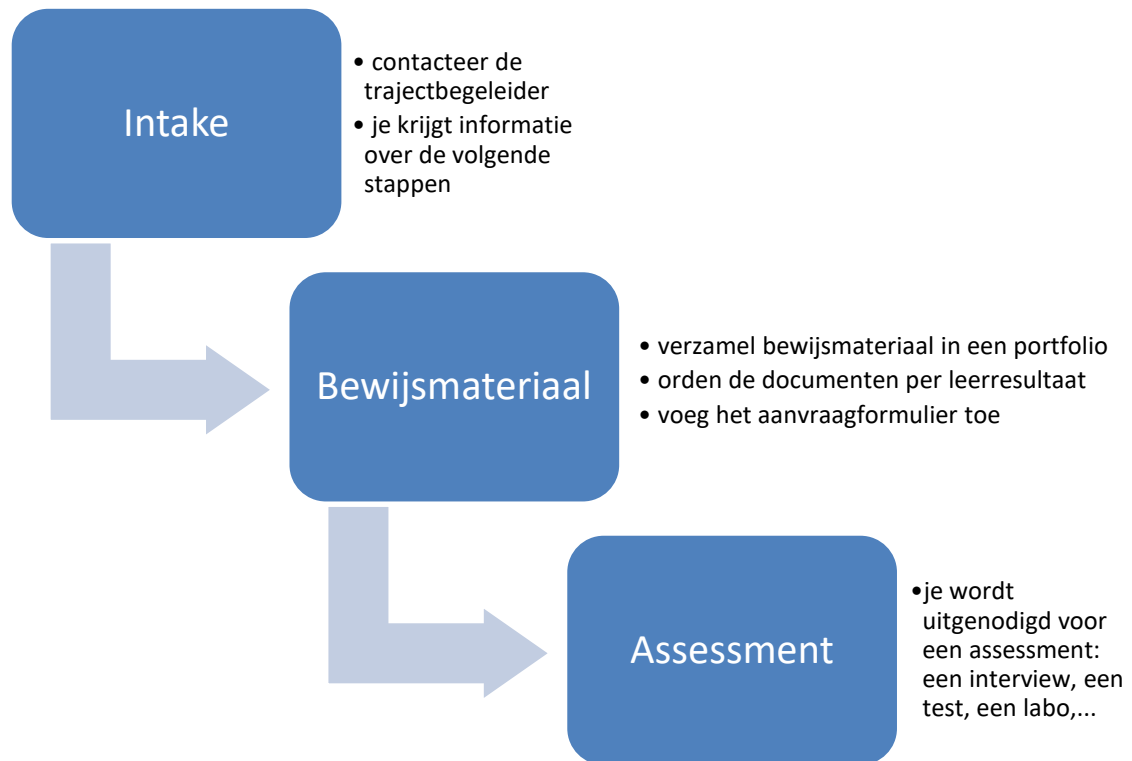 Intake
• contacteer de
trajectbegeleider
• je krijgt informatie
over de volgende
stappen
Bewijsmateriaal
• verzamel bewijsmateriaal in een portfolio
• orden de documenten per leerresultaat
• voeg het aanvraagformulier toe
Assessment
•je wordt
uitgenodigd voor
een assessment:
een interview, een
test, een labo,...